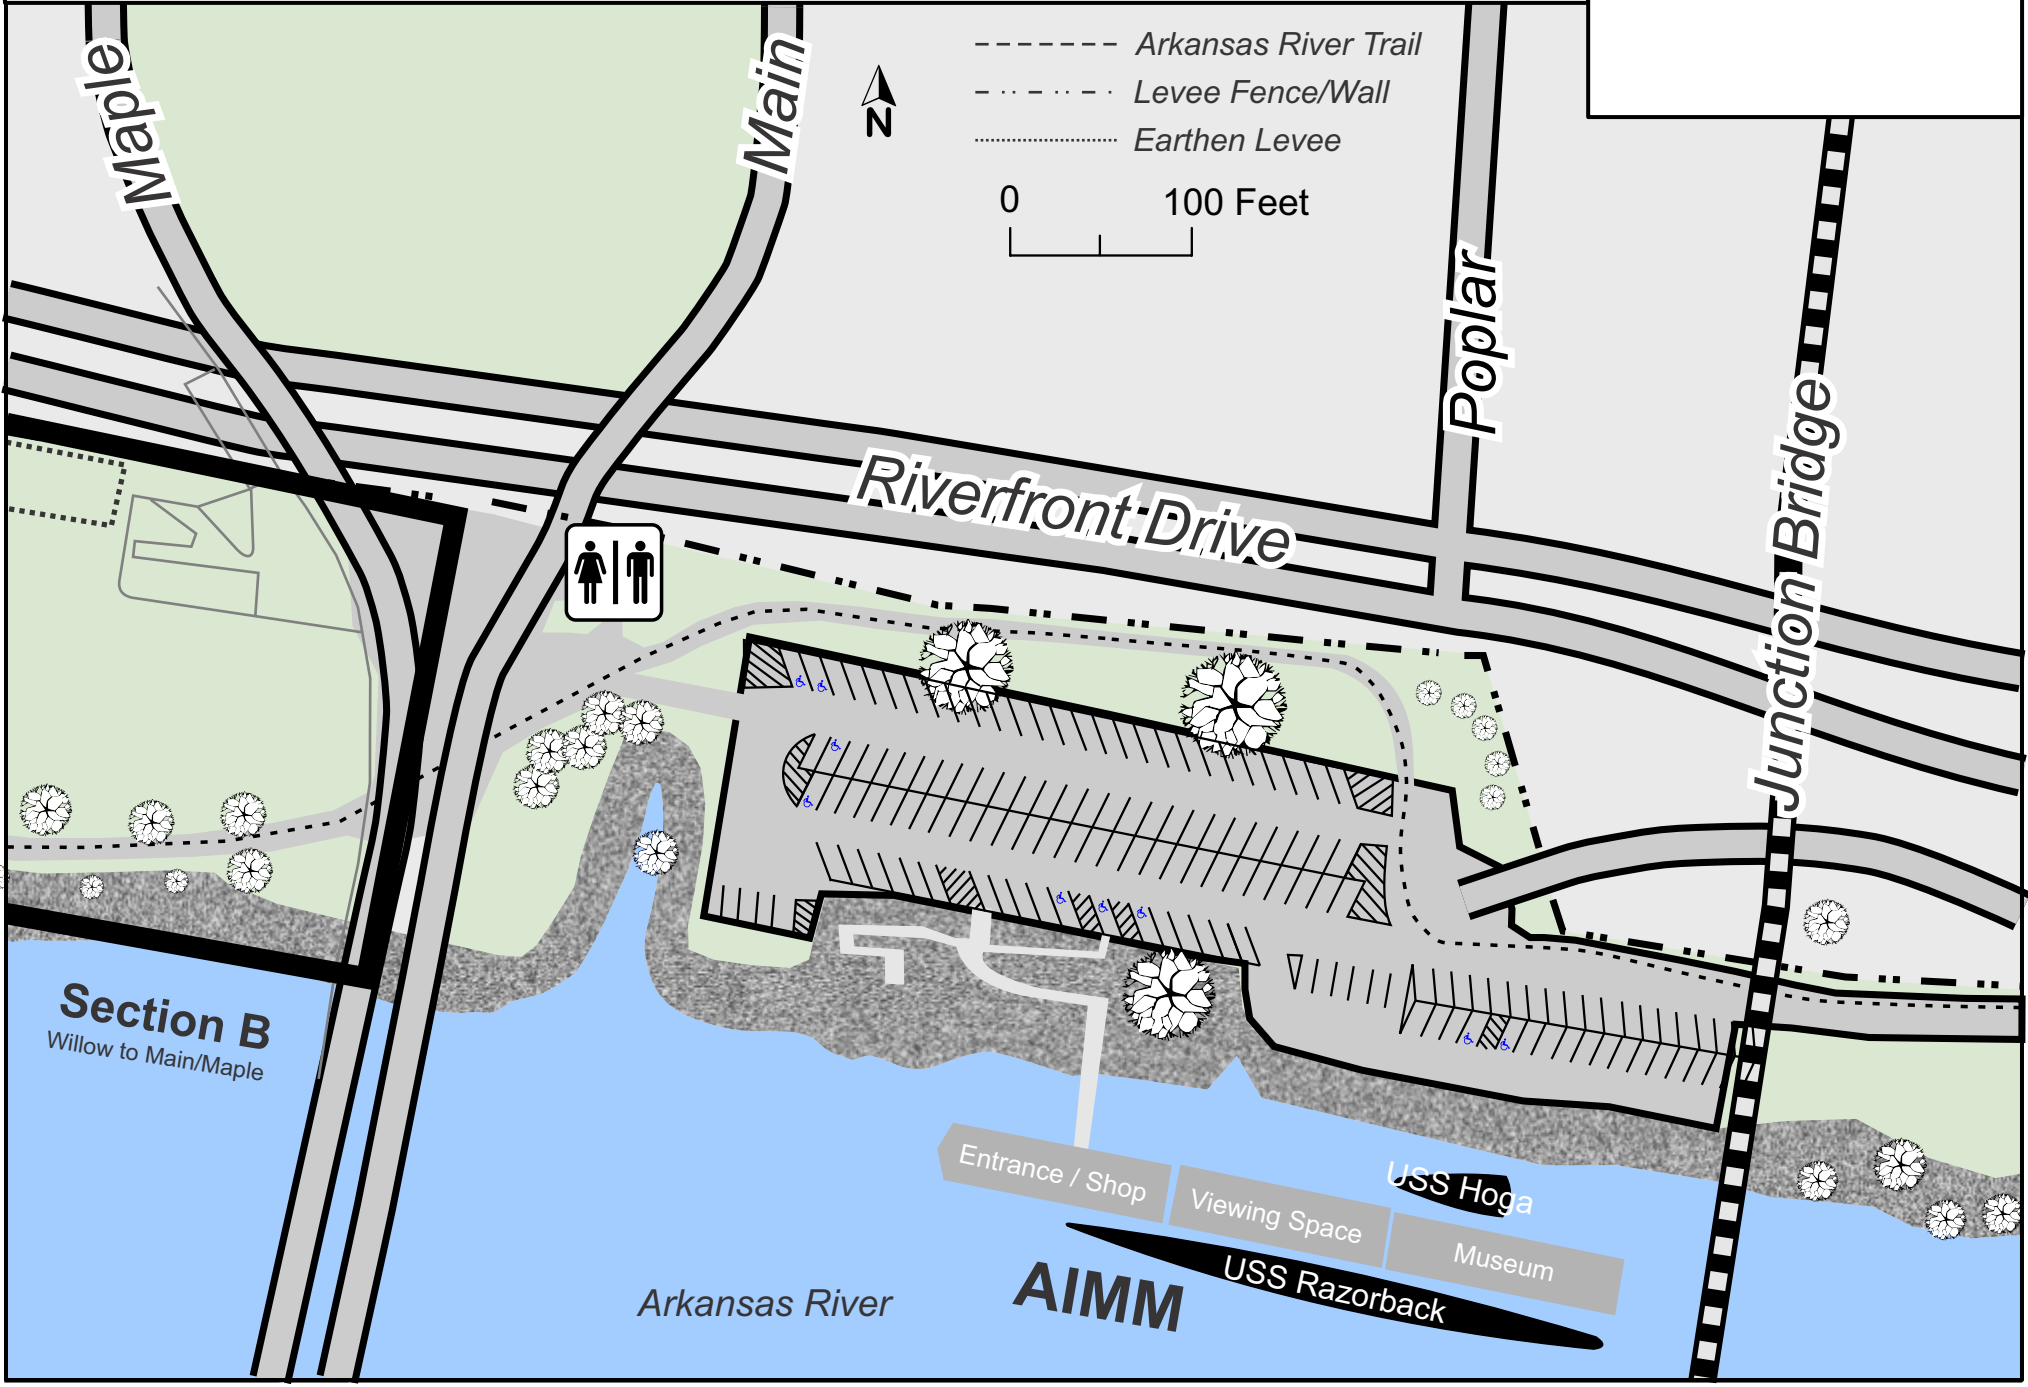 Maple
Main
N
Arkansas River Trail
Levee Fence/Wall
Earthen Levee
0 100 Feet
Poplar
Junction Bridge
Riverfront Drive
Section B
Willow to Main/Maple
Entrance / Shop
Viewing Space
Museum
USS Hoga
USS Razorback
AIMM
Arkansas River